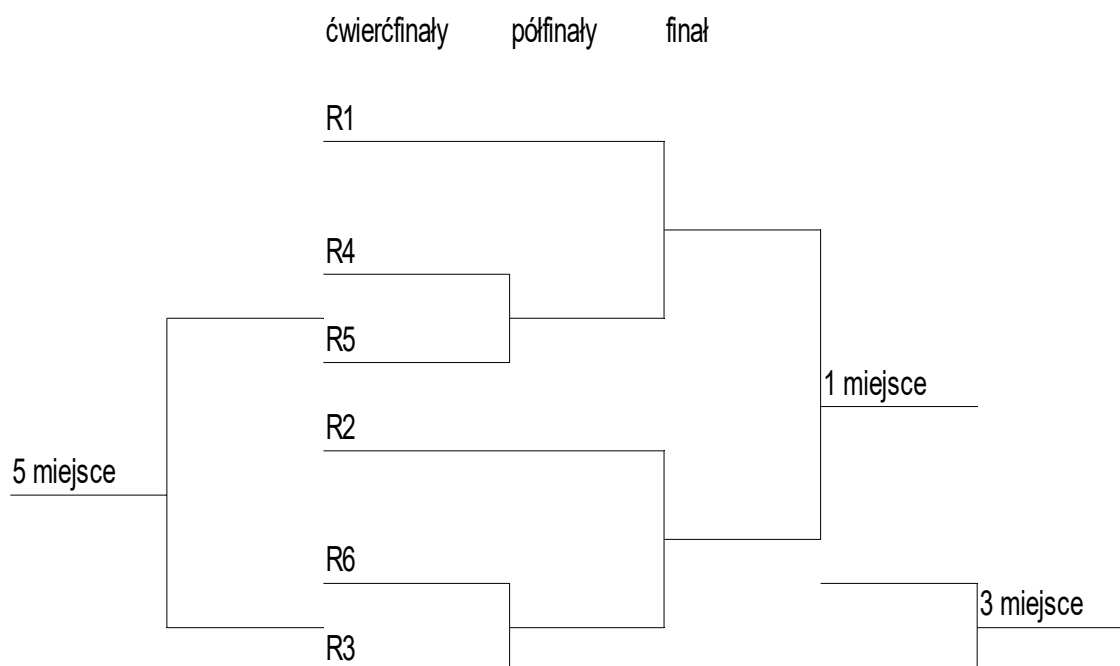 ćwierćfinały półfinały finał
R1
R4
R5
1 miejsce
R2
5 miejsce
R6
3 miejsce
R3